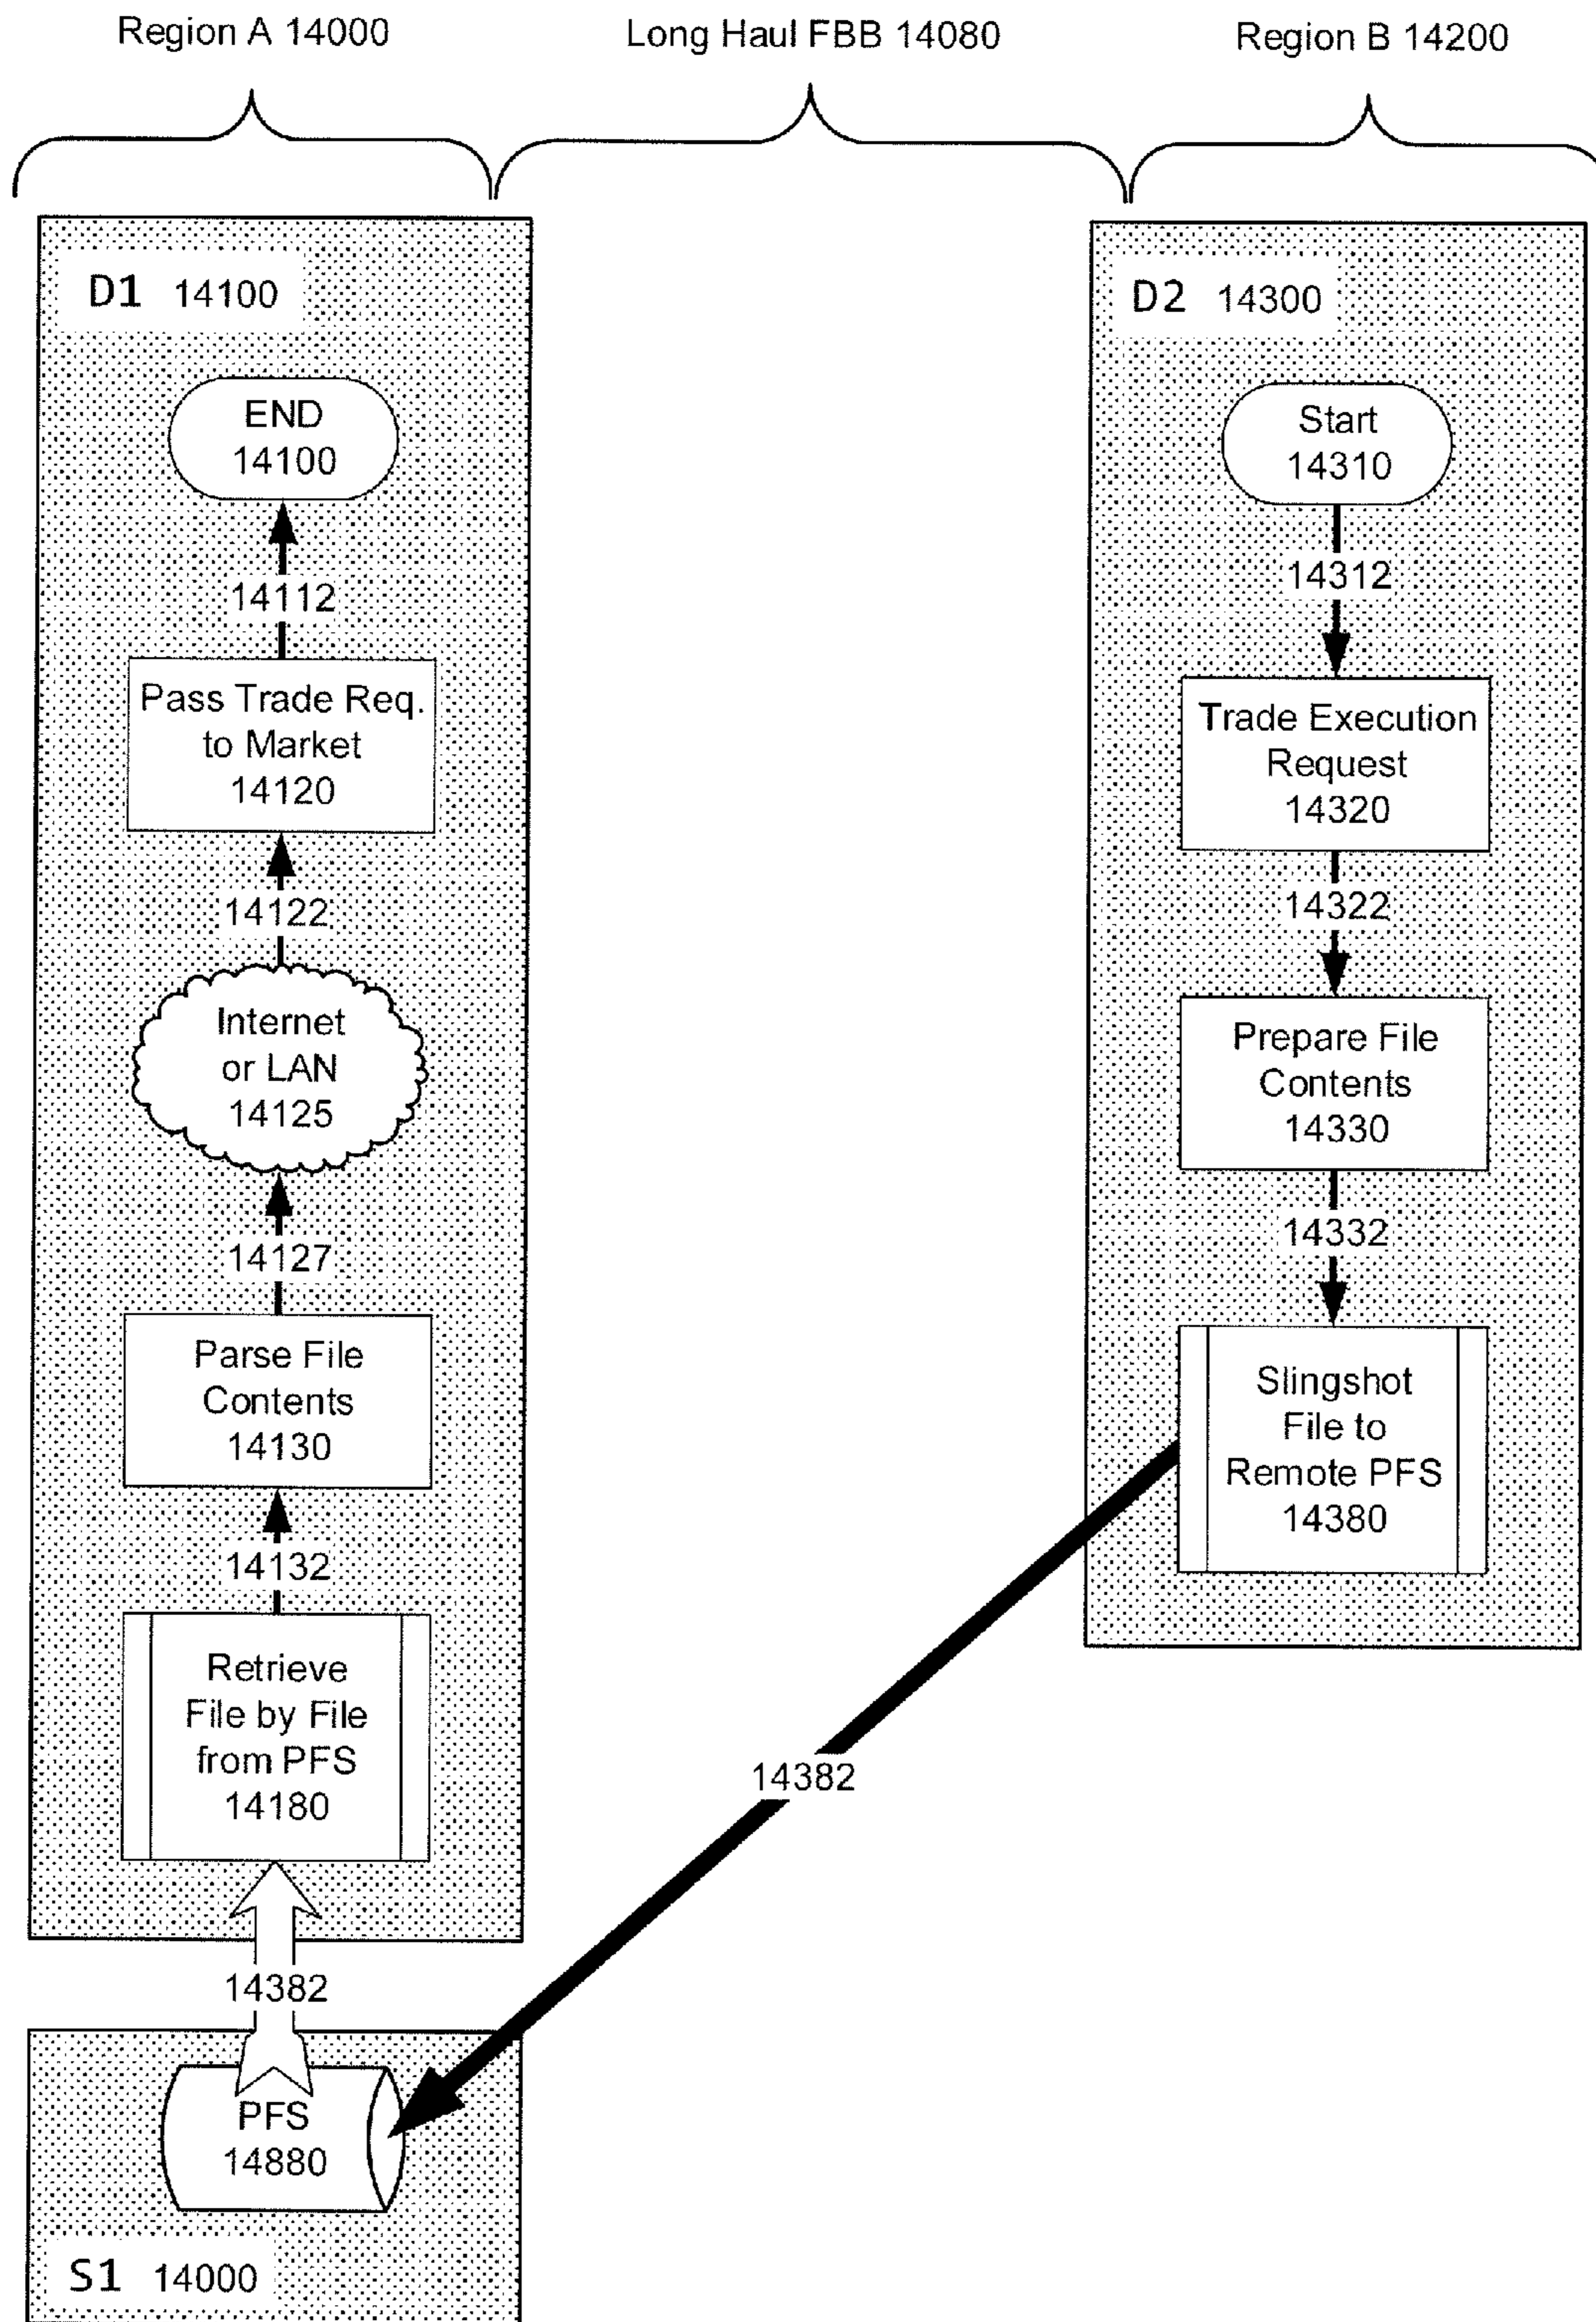 Region A 14000
Long Haul FBB 14080
Region B 14200
D1 14100
END
14100
14112
Pass Trade Req.
to Market
14120
14122
Internet
or LAN
14125
14127
Parse File
Contents
14130
14132
Retrieve
File by File
from PFS
14180
14382
PFS
14880
S1 14000
14382
D2 14300
Start
14310
14312
Trade Execution
Request
14320
14322
Prepare File
Contents
14330
14332
Slingshot
File to
Remote PFS
14380